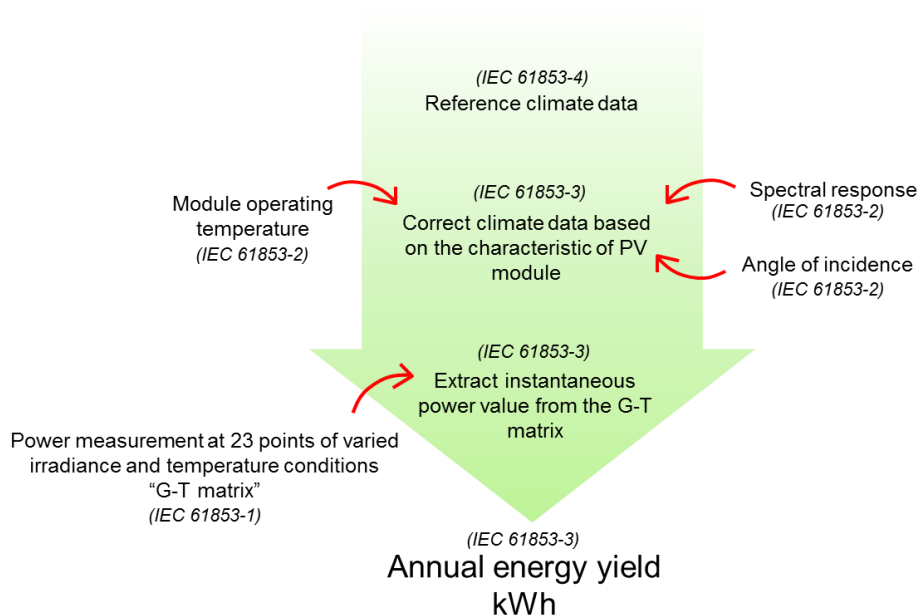 (IEC 61853-4)
Reference climate data
Module operating
temperature
(IEC 61853-2)
(IEC 61853-3)
Correct climate data based
on the characteristic of PV
module
Spectral response
(IEC 61853-2)
Angle of incidence
(IEC 61853-2)
(IEC 61853-3)
Extract instantaneous
power value from the G-T
matrix
Power measurement at 23 points of varied
irradiance and temperature conditions
“G-T matrix”
(IEC 61853-1)
(IEC 61853-3)
Annual energy yield
kWh